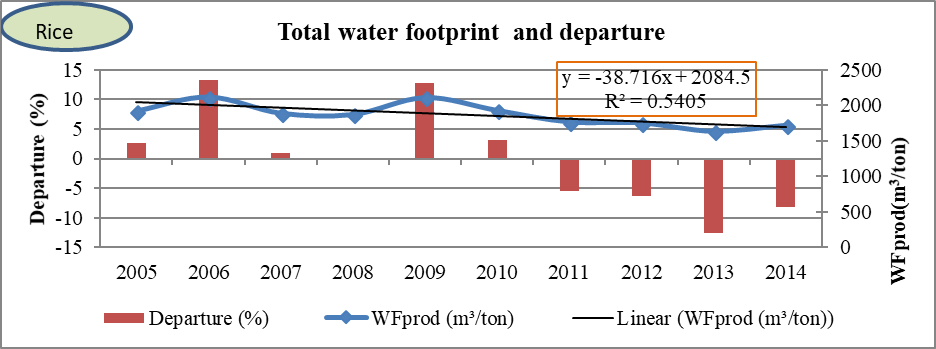 Rice
Total water footprint and departure
y = -38.716x + 2084.5
R² = 0.5405
Departure (%)
15
10
5
0
-5
-10
-15
2500
2000
1500
1000
500
0
WFprod(m³/ton)
2005 2006 2007 2008 2009 2010 2011 2012 2013 2014
Departure (%) WFprod (m³/ton) Linear (WFprod (m³/ton))